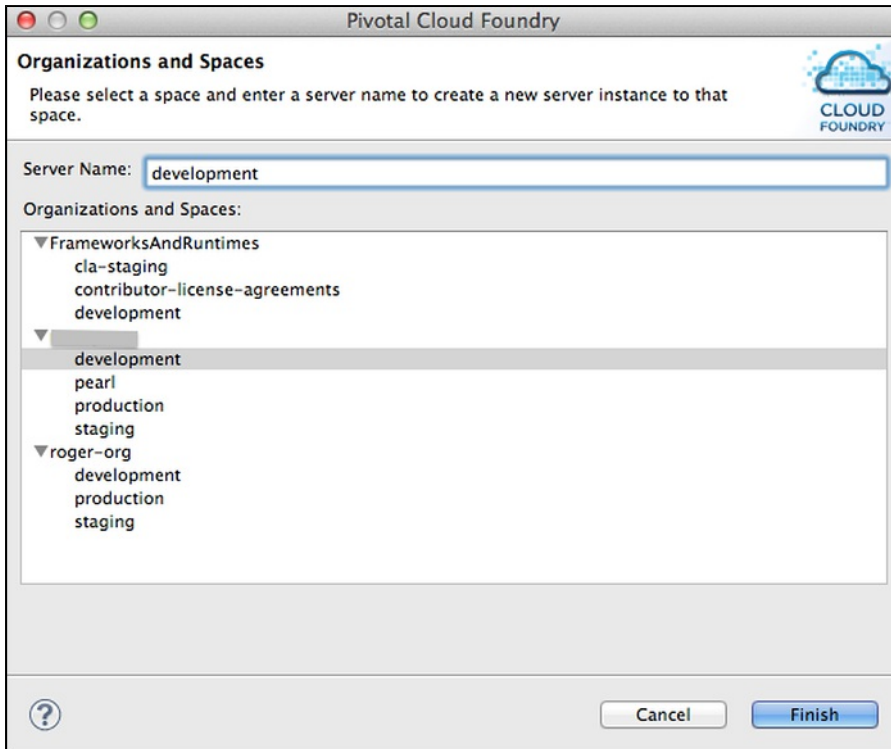 Pivotal Cloud Foundry
Organizations and Spaces
Please select a space and enter a server name to create a new server instance to that
space.
CLOUD
FOUNDRY
Server Name: development
Organizations and Spaces:
FrameworksAndRuntimes
cla-staging
contributor-license-agreements
development
development
pearl
production
staging
roger-org
development
production
staging
?
Cancel Finish